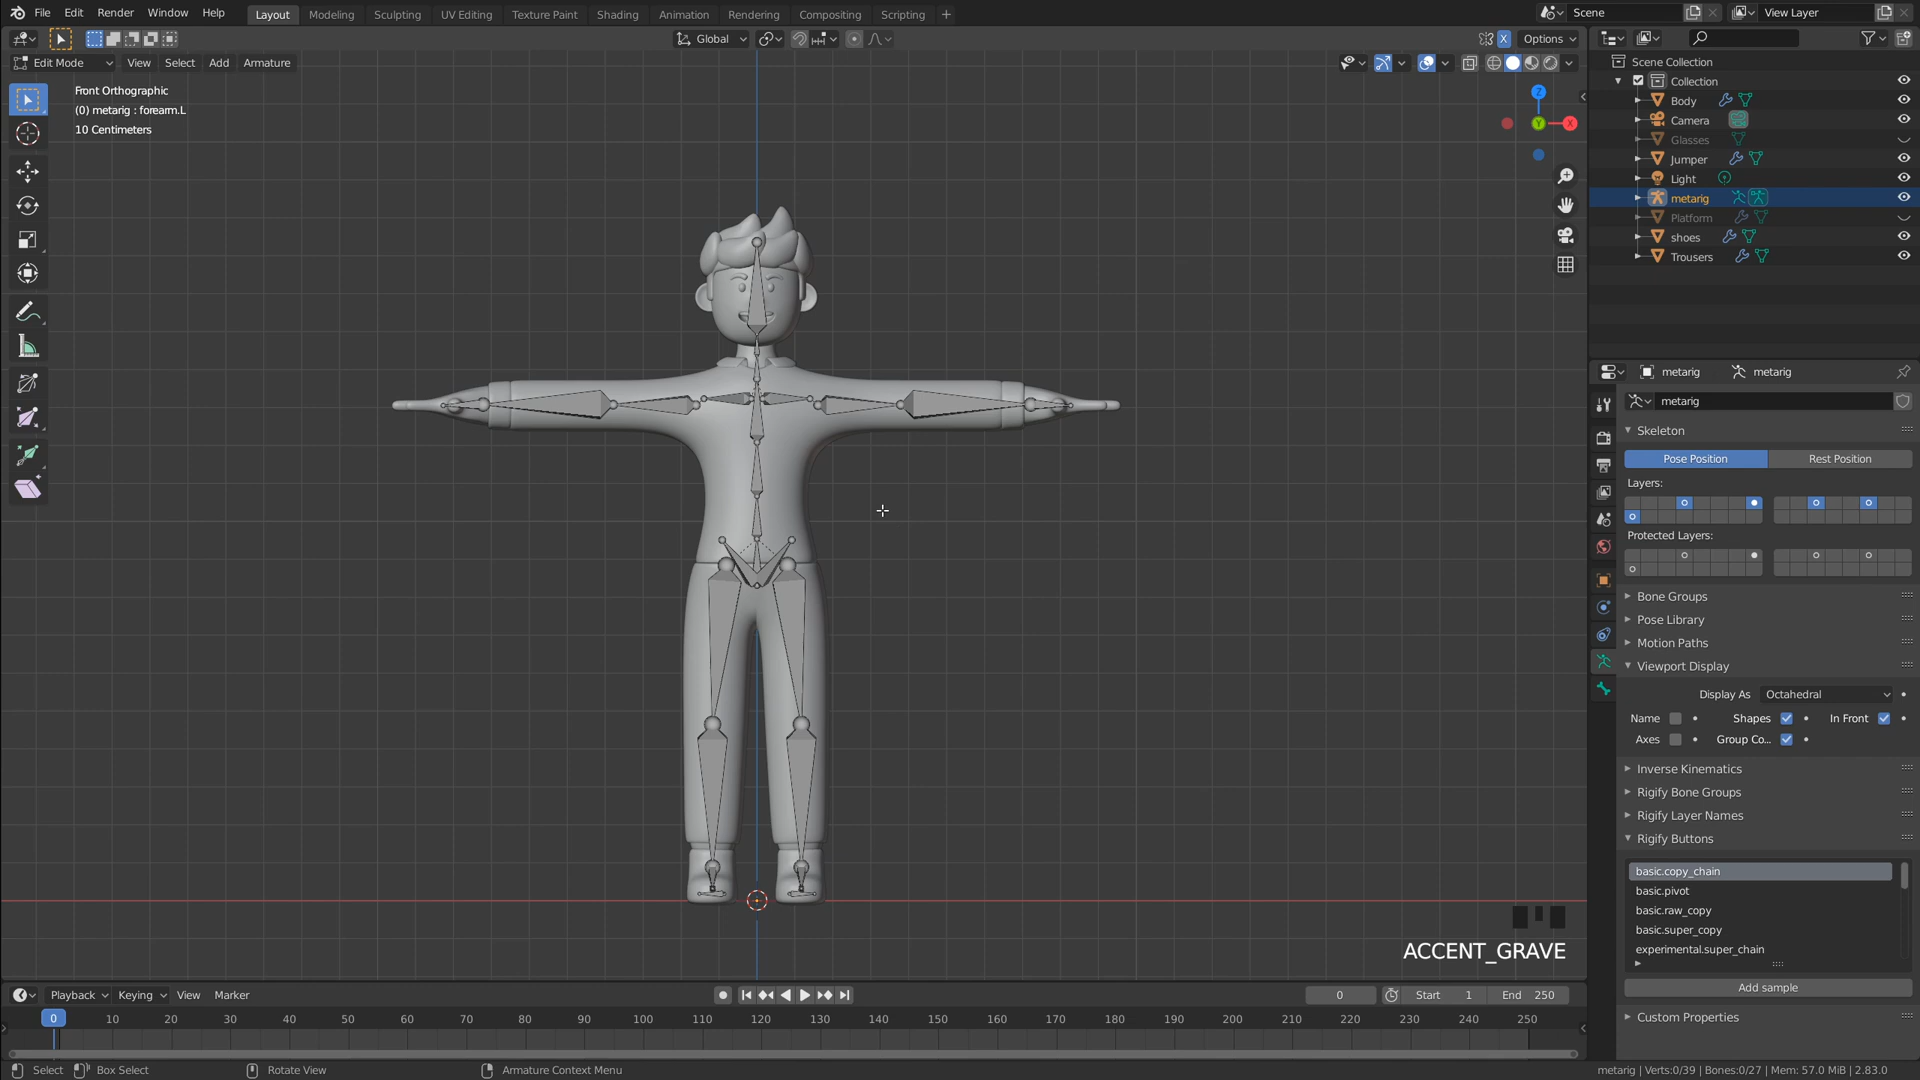 File Edit Render Window Help Layout Modeling Sculpting UV Editing Texture Paint Shading Animation Rendering Compositing Scripting + Scene View Layer
Global X Options
Edit Mode View Select Add Armature
Front Orthographic
(0) metarig : forearm.L
10 Centimeters
Z
Y
X
Scene Collection
Collection
Body
Camera
Glasses
Jumper
Light
metarig
Platform
shoes
Trousers
metarig metarig
metarig
Skeleton
Pose Position Rest Position
Layers:
Protected Layers:
Bone Groups
Pose Library
Motion Paths
Viewport Display
Display As Octahedral
Name Shapes In Front
Axes Group Co...
Inverse Kinematics
Rigify Bone Groups
Rigify Layer Names
Rigify Buttons
basic.copy_chain
basic.pivot
basic.raw_copy
basic.super_copy
experimental.super_chain
Add sample
Custom Properties
ACCENT_GRAVE
Playback Keying View Marker 0 Start 1 End 250
0 10 20 30 40 50 60 70 80 90 100 110 120 130 140 150 160 170 180 190 200 210 220 230 240 250
Select Box Select Rotate View Armature Context Menu metarig | Verts:0/39 | Bones:0/27 | Mem: 57.0 MiB | 2.83.0